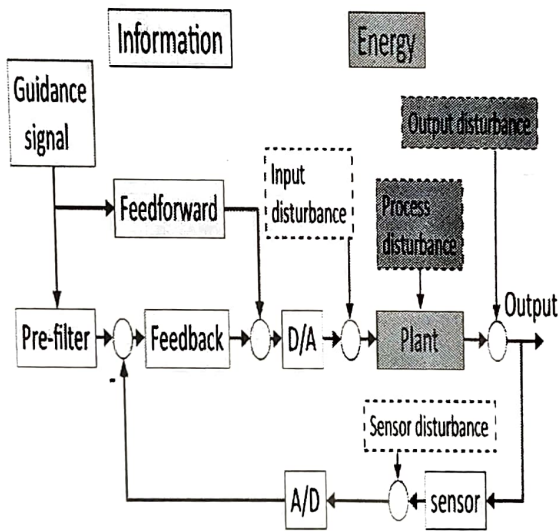 Information
Energy
Guidance
signal
Output disturbance
Input
disturbance
Process
disturbance
Feedforward
Output
Pre-filter
Feedback
D/A
Plant
-
Sensor disturbance
A/D
sensor